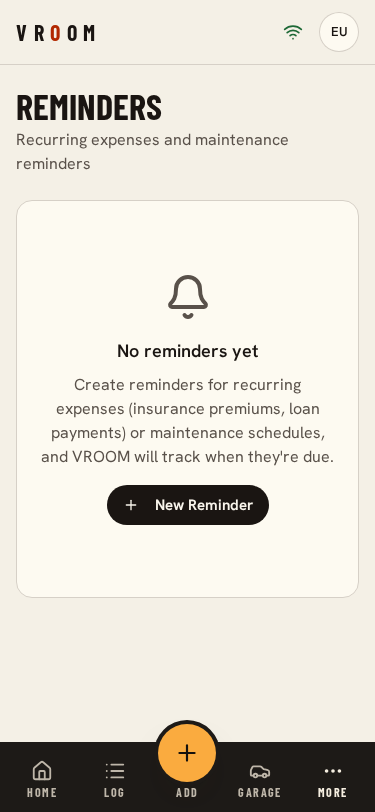 VROOM
EU
REMINDERS
Recurring expenses and maintenance
reminders
No reminders yet
Create reminders for recurring
expenses (insurance premiums, loan
payments) or maintenance schedules,
and VROOM will track when they're due.
New Reminder
HOME LOG ADD GARAGE MORE